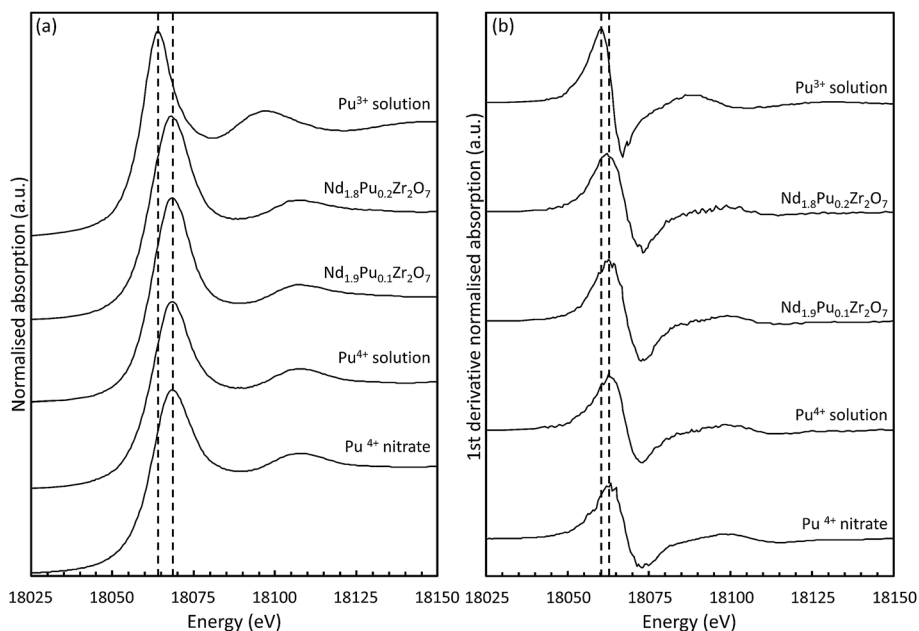 (a)
Pu³⁺ solution
Nd₁.₈Pu₀.₂Zr₂O₇
Nd₁.₉Pu₀.₁Zr₂O₇
Pu⁴⁺ solution
Pu ⁴⁺ nitrate
Normalised absorption (a.u.)
18025 18050 18075 18100 18125 18150
Energy (eV)
(b)
Pu³⁺ solution
Nd₁.₈Pu₀.₂Zr₂O₇
Nd₁.₉Pu₀.₁Zr₂O₇
Pu⁴⁺ solution
Pu ⁴⁺ nitrate
1st derivative normalised absorption (a.u.)
18025 18050 18075 18100 18125 18150
Energy (eV)